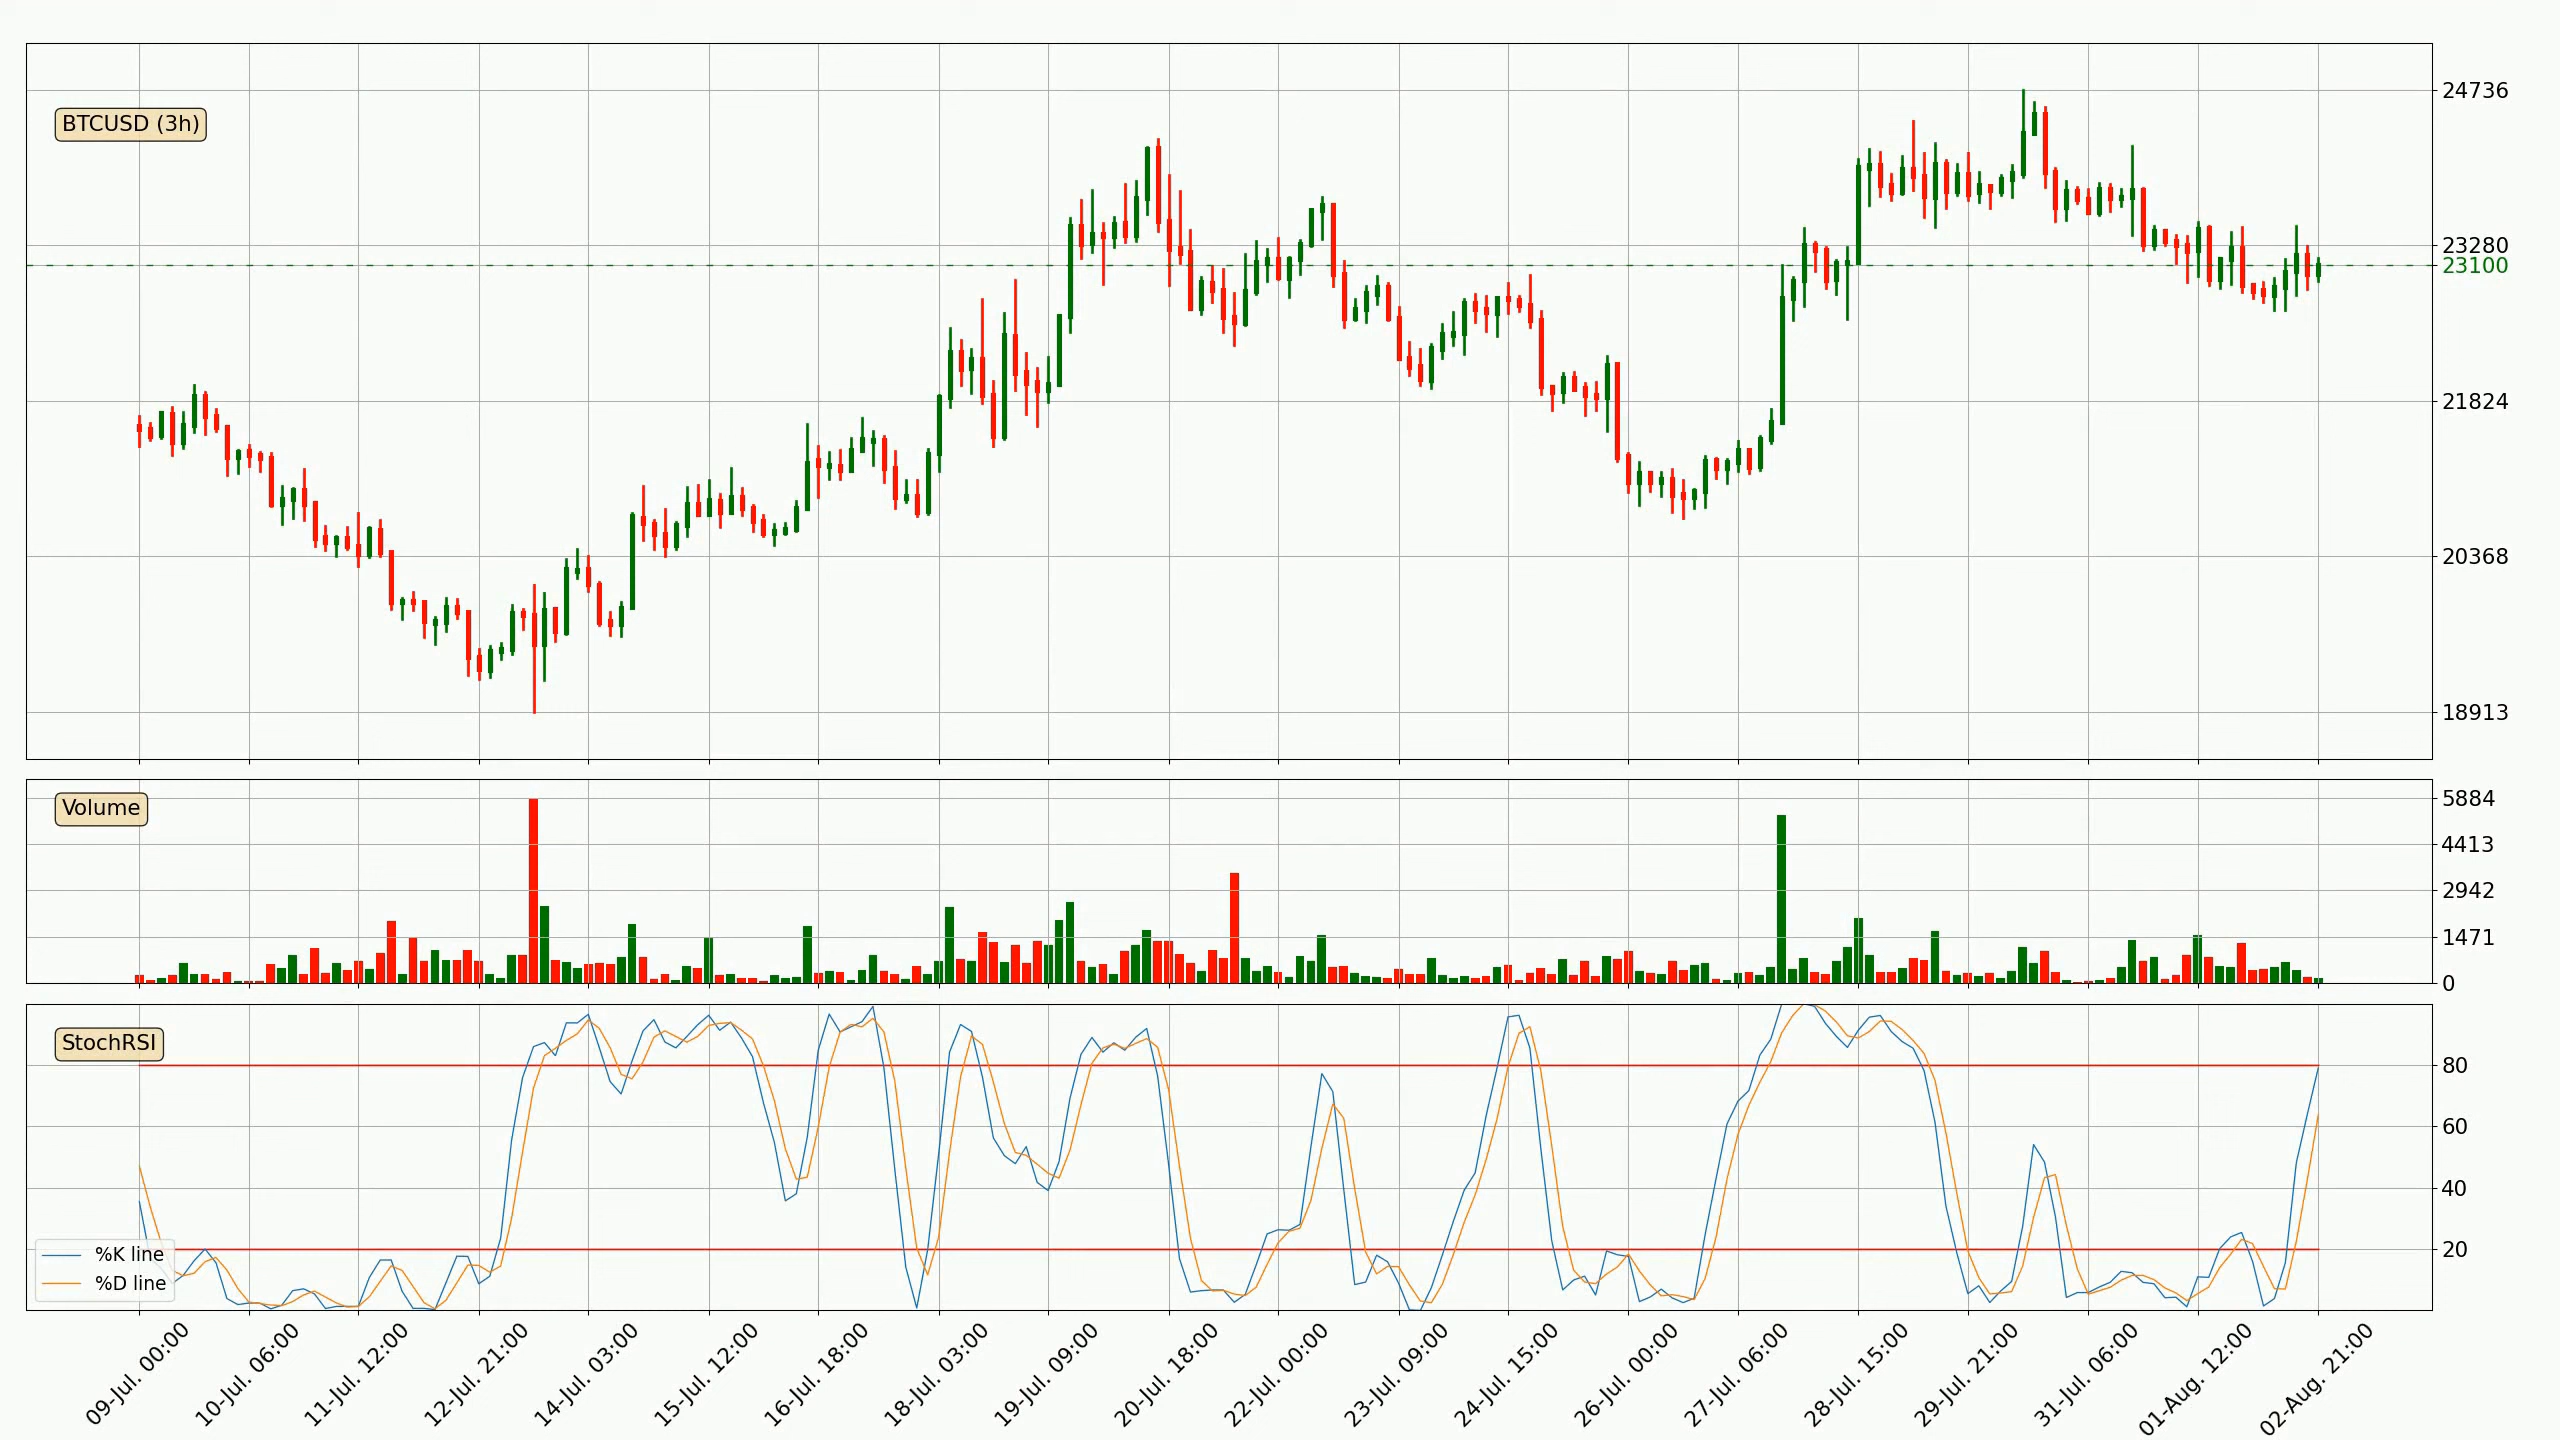 BTCUSD (3h)
24736
23280
23100
21824
20368
18913
Volume
5884
4413
2942
1471
0
StochRSI
80
60
40
20
%K line
%D line
09-Jul. 00:00
10-Jul. 06:00
11-Jul. 12:00
12-Jul. 21:00
14-Jul. 03:00
15-Jul. 12:00
16-Jul. 18:00
18-Jul. 03:00
19-Jul. 09:00
20-Jul. 18:00
22-Jul. 00:00
23-Jul. 09:00
24-Jul. 15:00
26-Jul. 00:00
27-Jul. 06:00
28-Jul. 15:00
29-Jul. 21:00
31-Jul. 06:00
01-Aug. 12:00
02-Aug. 21:00